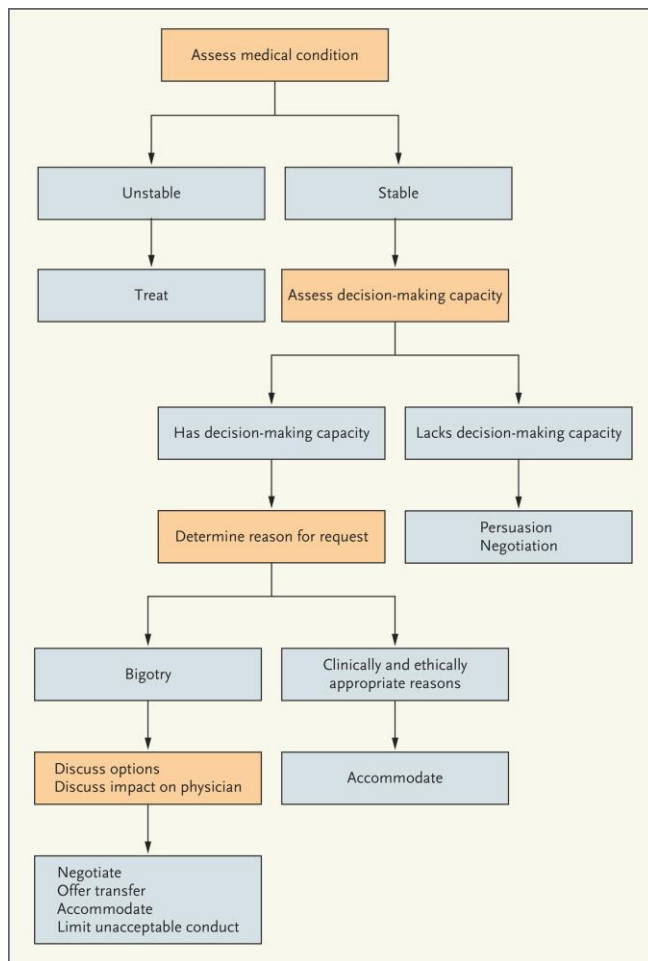 Assess medical condition
Unstable
Stable
Treat
Assess decision-making capacity
Has decision-making capacity
Lacks decision-making capacity
Determine reason for request
Persuasion
Negotiation
Bigotry
Clinically and ethically
appropriate reasons
Discuss options
Discuss impact on physician
Accommodate
Negotiate
Offer transfer
Accommodate
Limit unacceptable conduct